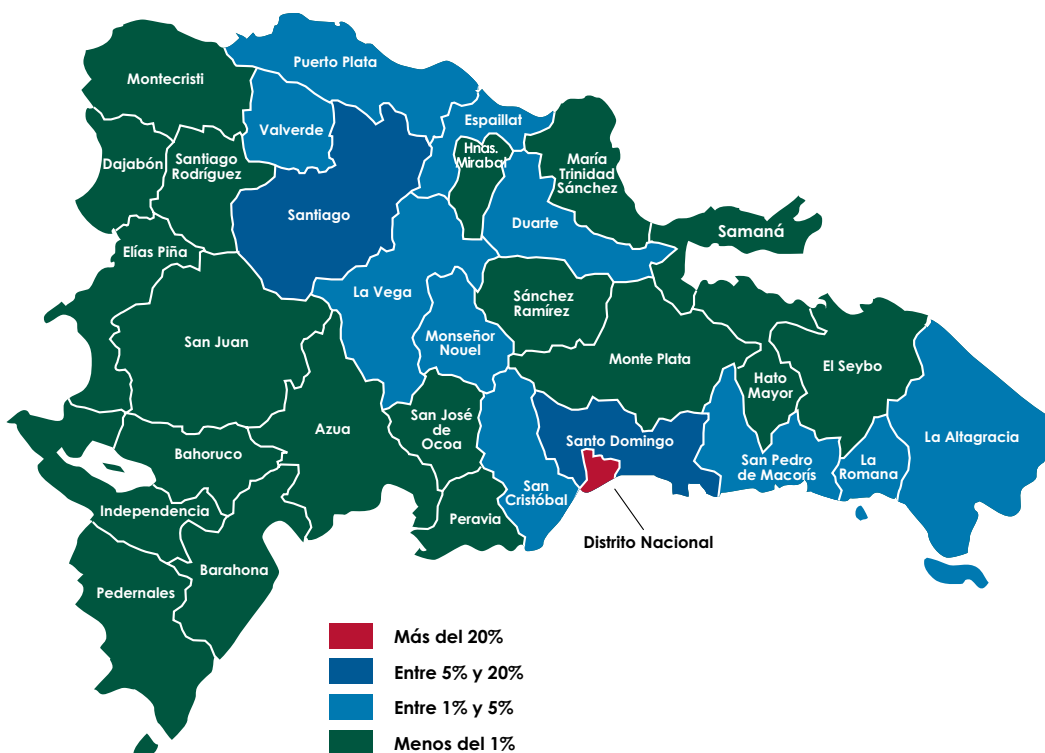 Puerto Plata
Montecristi
Espaillat
Valverde
Hnas.
Mirabal
Dajabón
Santiago
Rodríguez
María
Trinidad
Sánchez
Santiago
Duarte
Samaná
Elías Piña
La Vega
Sánchez
Ramírez
San Juan
Monseñor
Nouel
Monte Plata
El Seybo
Hato
Mayor
San José
de
Ocoa
Azua
Santo Domingo
La Altagracia
Bahoruco
San Pedro
de Macorís
La
Romana
San
Cristóbal
Independencia
Peravia
Distrito Nacional
Barahona
Pedernales
Más del 20%
Entre 5% y 20%
Entre 1% y 5%
Menos del 1%